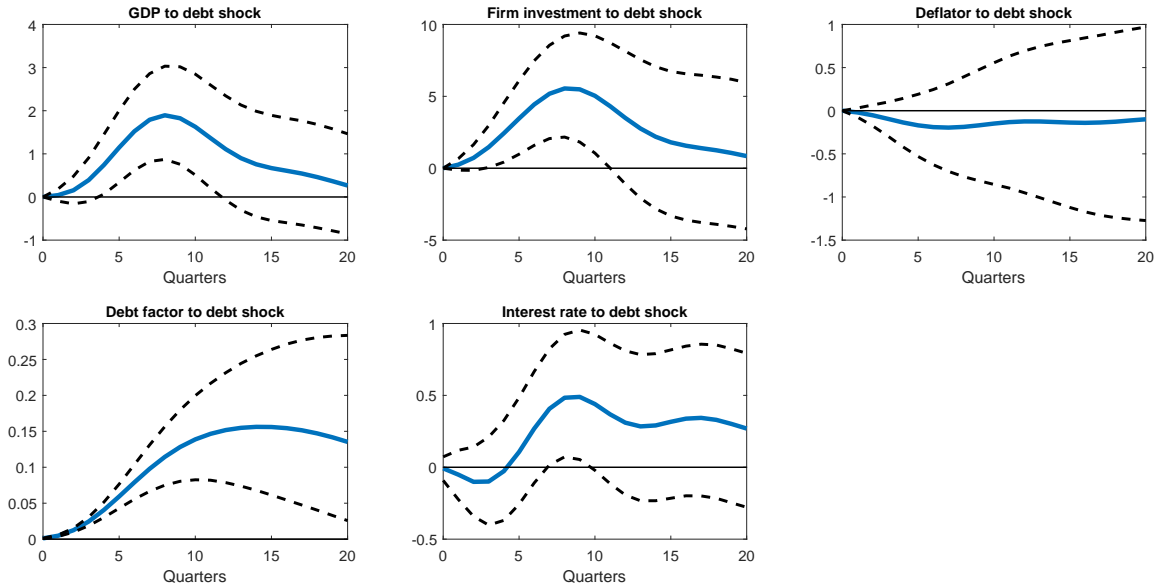 GDP to debt shock
4
3
2
1
0
-1
0 5 10 15 20
Quarters
Firm investment to debt shock
10
5
0
-5
0 5 10 15 20
Quarters
Deflator to debt shock
1
0.5
0
-0.5
-1
-1.5
0 5 10 15 20
Quarters
Debt factor to debt shock
0.3
0.25
0.2
0.15
0.1
0.05
0
0 5 10 15 20
Quarters
Interest rate to debt shock
1
0.5
0
-0.5
0 5 10 15 20
Quarters